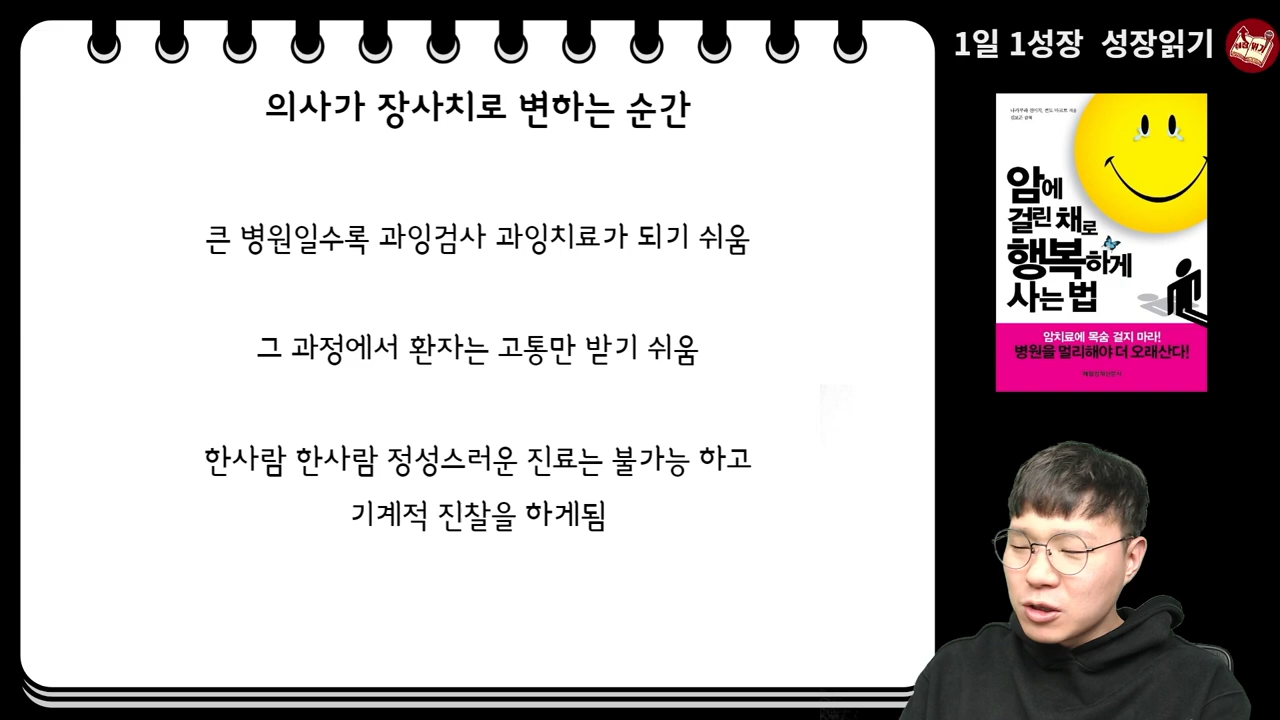 의사가 장사치로 변하는 순간
큰 병원일수록 과잉검사 과잉치료가 되기 쉬움
그 과정에서 환자는 고통만 받기 쉬움
한사람 한사람 정성스러운 진료는 불가능 하고
기계적 진찰을 하게됨
1일 1성장 성장읽기
암에
걸린 채로
행복하게
사는 법
암치료에 목숨 걸지 마라!
병원을 멀리해야 더 오래산다!